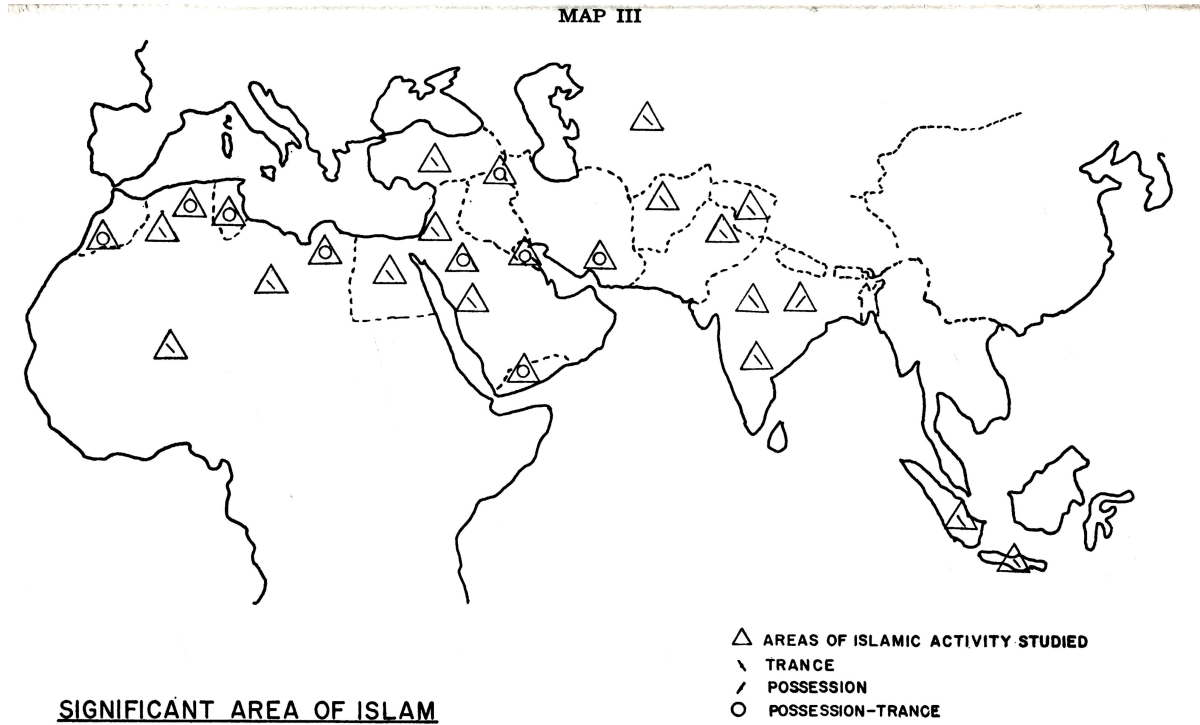 MAP III
△ AREAS OF ISLAMIC ACTIVITY STUDIED
\ TRANCE
/ POSSESSION
○ POSSESSION-TRANCE
SIGNIFICANT AREA OF ISLAM